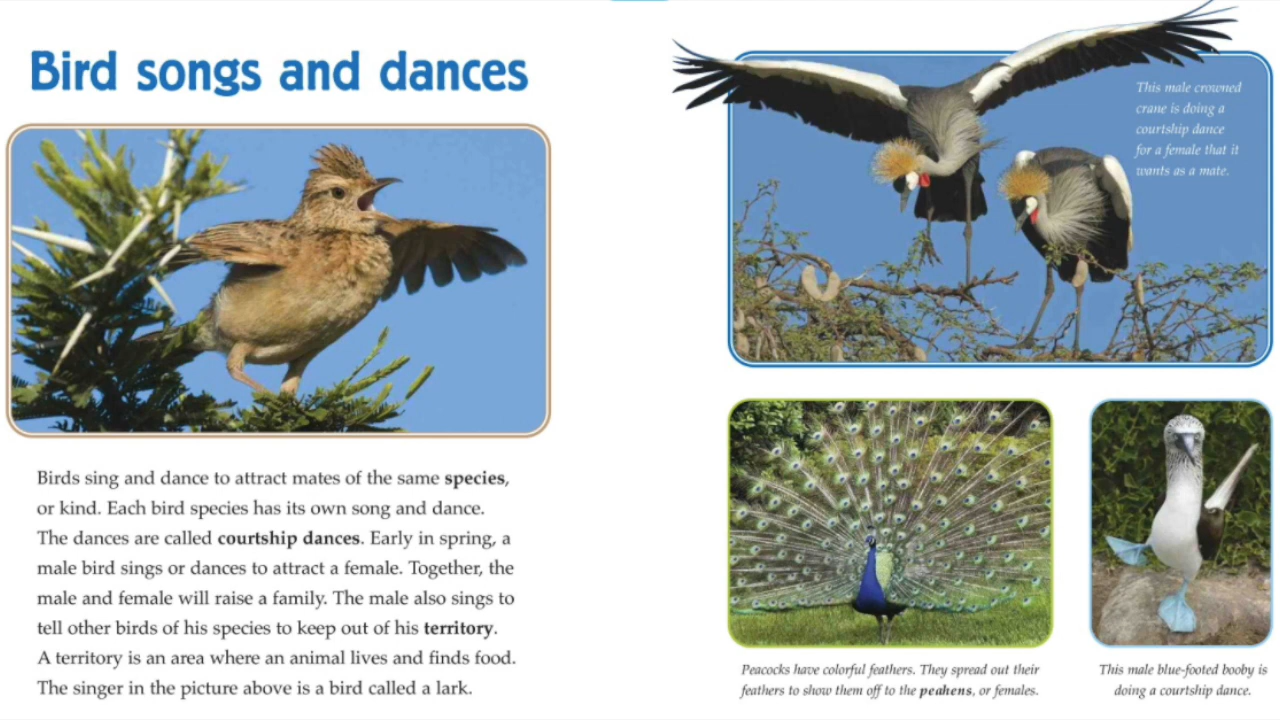 Bird songs and dances
Birds sing and dance to attract mates of the same species,
or kind. Each bird species has its own song and dance.
The dances are called courtship dances. Early in spring, a
male bird sings or dances to attract a female. Together, the
male and female will raise a family. The male also sings to
tell other birds of his species to keep out of his territory.
A territory is an area where an animal lives and finds food.
The singer in the picture above is a bird called a lark.
This male crowned
crane is doing a
courtship dance
for a female that it
wants as a mate.
Peacocks have colorful feathers. They spread out their
feathers to show them off to the peahens, or females.
This male blue-footed booby is
doing a courtship dance.